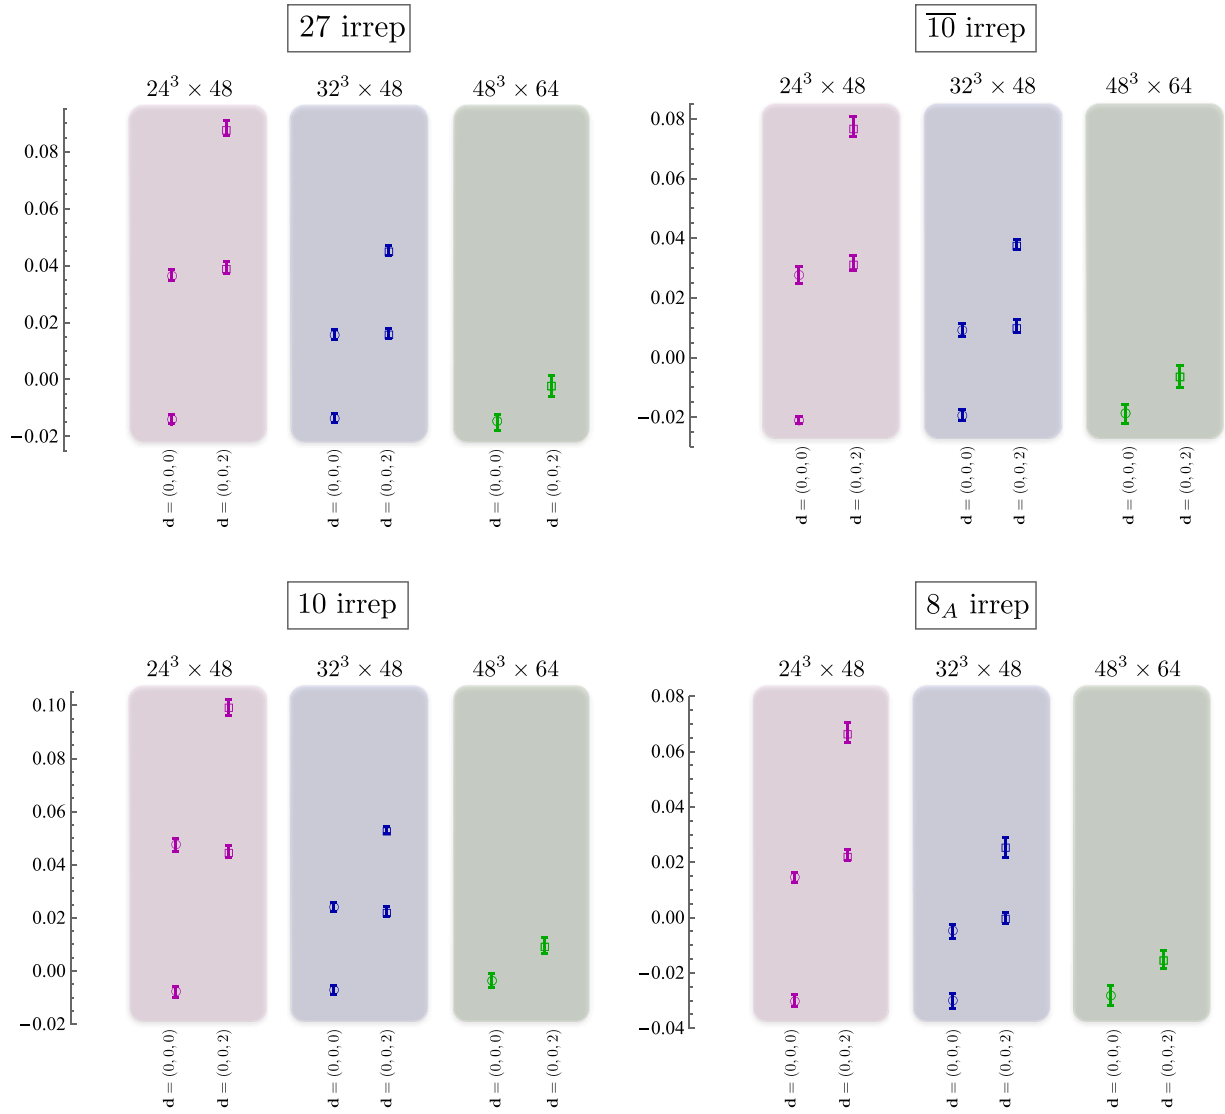 27 irrep
24³ × 48 32³ × 48 48³ × 64
0.08
0.06
0.04
0.02
0.00
−0.02
d = (0, 0, 0) d = (0, 0, 2) d = (0, 0, 0) d = (0, 0, 2) d = (0, 0, 0) d = (0, 0, 2)
1̅0̅ irrep
24³ × 48 32³ × 48 48³ × 64
0.08
0.06
0.04
0.02
0.00
−0.02
d = (0, 0, 0) d = (0, 0, 2) d = (0, 0, 0) d = (0, 0, 2) d = (0, 0, 0) d = (0, 0, 2)
10 irrep
24³ × 48 32³ × 48 48³ × 64
0.10
0.08
0.06
0.04
0.02
0.00
−0.02
d = (0, 0, 0) d = (0, 0, 2) d = (0, 0, 0) d = (0, 0, 2) d = (0, 0, 0) d = (0, 0, 2)
8_A irrep
24³ × 48 32³ × 48 48³ × 64
0.08
0.06
0.04
0.02
0.00
−0.02
−0.04
d = (0, 0, 0) d = (0, 0, 2) d = (0, 0, 0) d = (0, 0, 2) d = (0, 0, 0) d = (0, 0, 2)